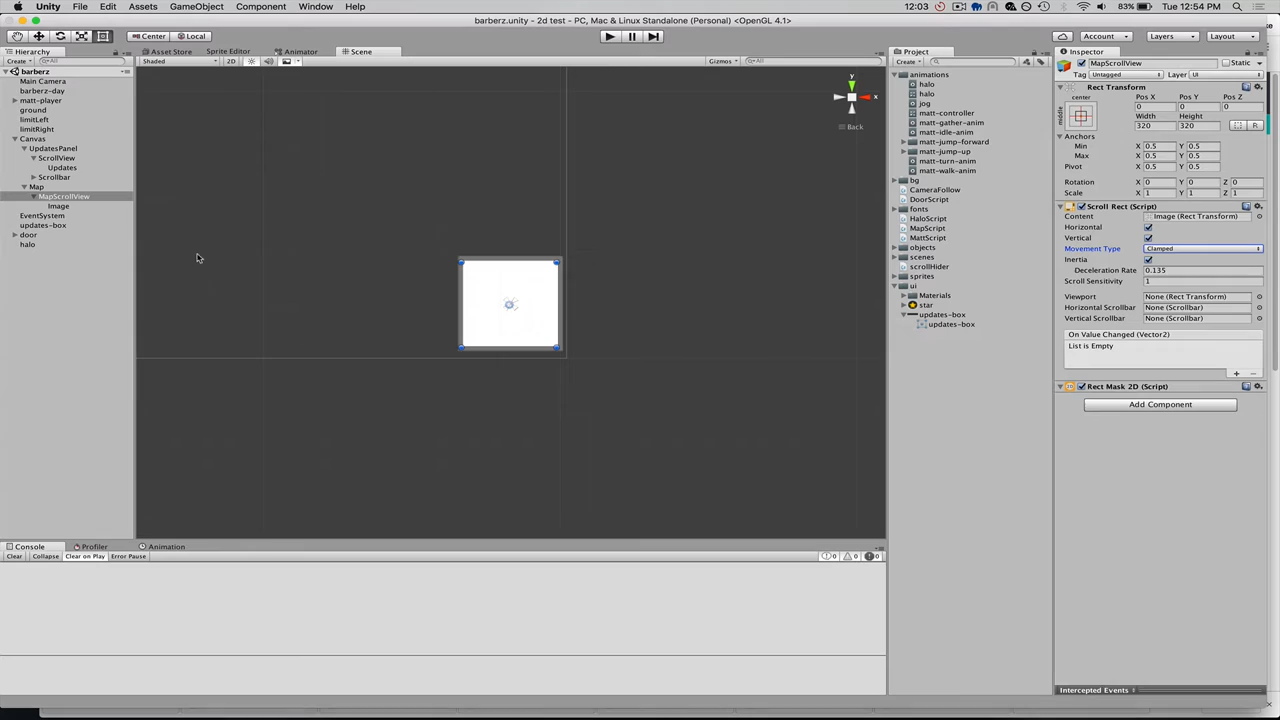 Unity File Edit Assets GameObject Component Window Help 12:03 83% Tue 12:54 PM
barberz.unity - 2d test - PC, Mac & Linux Standalone (Personal) <OpenGL 4.1>
Center Local Account Layers Layout
Hierarchy Asset Store Sprite Editor Animator Scene Project Inspector
Create All Shaded 2D Gizmos All Create MapScrollView Static
barberz
Tag Untagged Layer UI
Main Camera
barberz-day
matt-player
ground
limitLeft
limitRight
Canvas
UpdatesPanel
ScrollView
Updates
Scrollbar
Map
MapScrollView
Image
EventSystem
updates-box
door
halo
y
x
Back
animations
halo
halo
jog
matt-controller
matt-gather-anim
matt-idle-anim
matt-jump-forward
matt-jump-up
matt-turn-anim
matt-walk-anim
bg
CameraFollow
DoorScript
fonts
HaloScript
MapScript
MattScript
objects
scenes
scrollHider
sprites
ui
Materials
star
updates-box
updates-box
Rect Transform
center Pos X Pos Y Pos Z
middle 0 0 0
Width Height
320 320 R
Anchors
Min X 0.5 Y 0.5
Max X 0.5 Y 0.5
Pivot X 0.5 Y 0.5
Rotation X 0 Y 0 Z 0
Scale X 1 Y 1 Z 1
Scroll Rect (Script)
Content Image (Rect Transform)
Horizontal
Vertical
Movement Type Clamped
Inertia
Deceleration Rate 0.135
Scroll Sensitivity 1
Viewport None (Rect Transform)
Horizontal Scrollbar None (Scrollbar)
Vertical Scrollbar None (Scrollbar)
On Value Changed (Vector2)
List is Empty
Rect Mask 2D (Script)
Add Component
Console Profiler Animation
Clear Collapse Clear on Play Error Pause 0 0 0
Intercepted Events